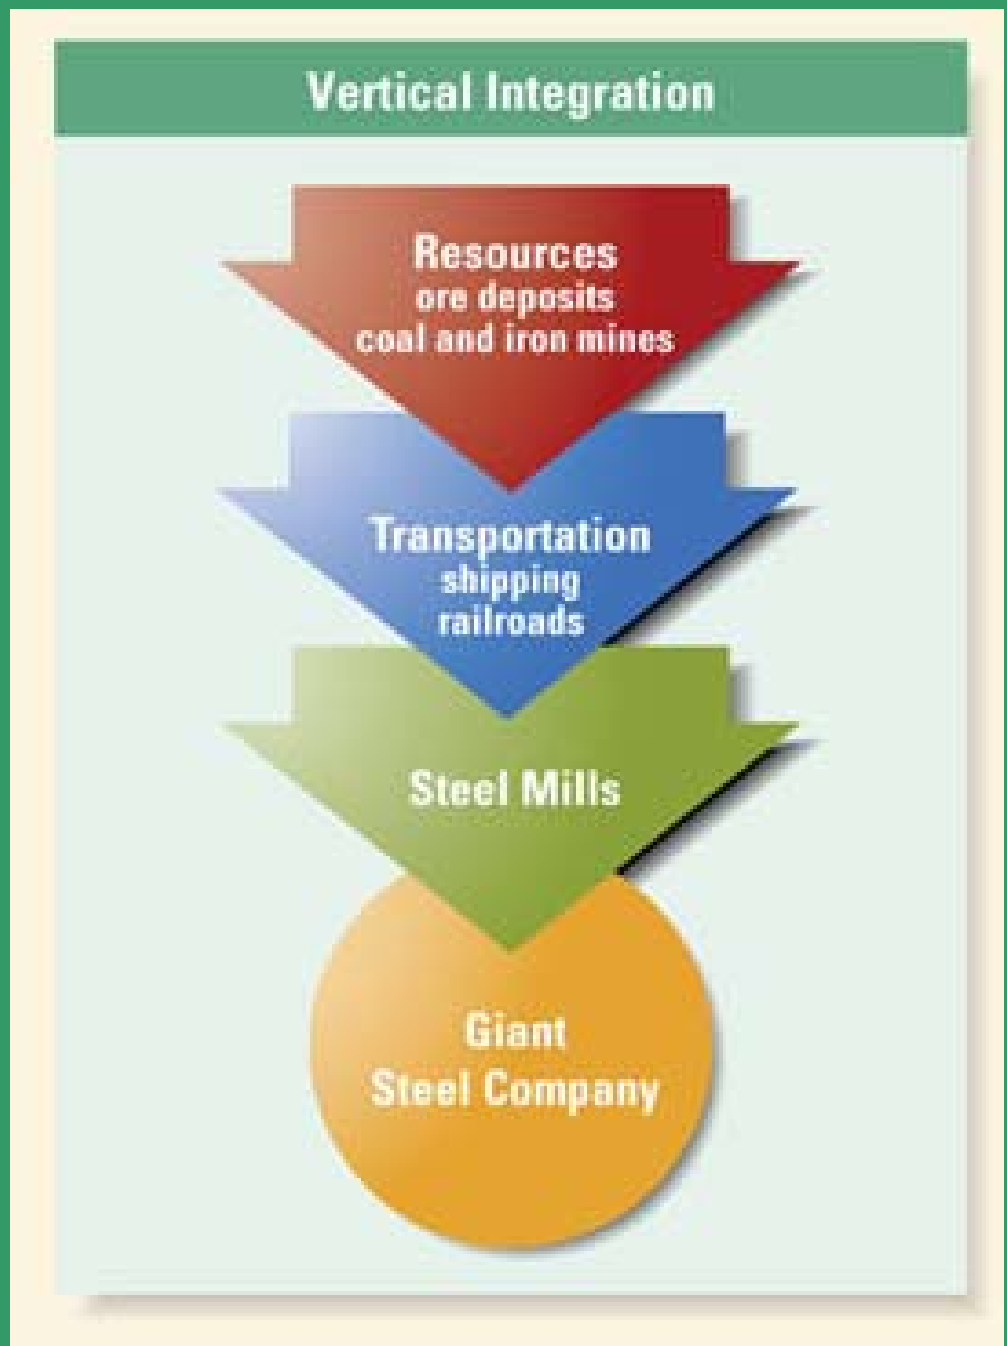 Vertical Integration
Resources
ore deposits
coal and iron mines
Transportation
shipping
railroads
Steel Mills
Giant
Steel Company